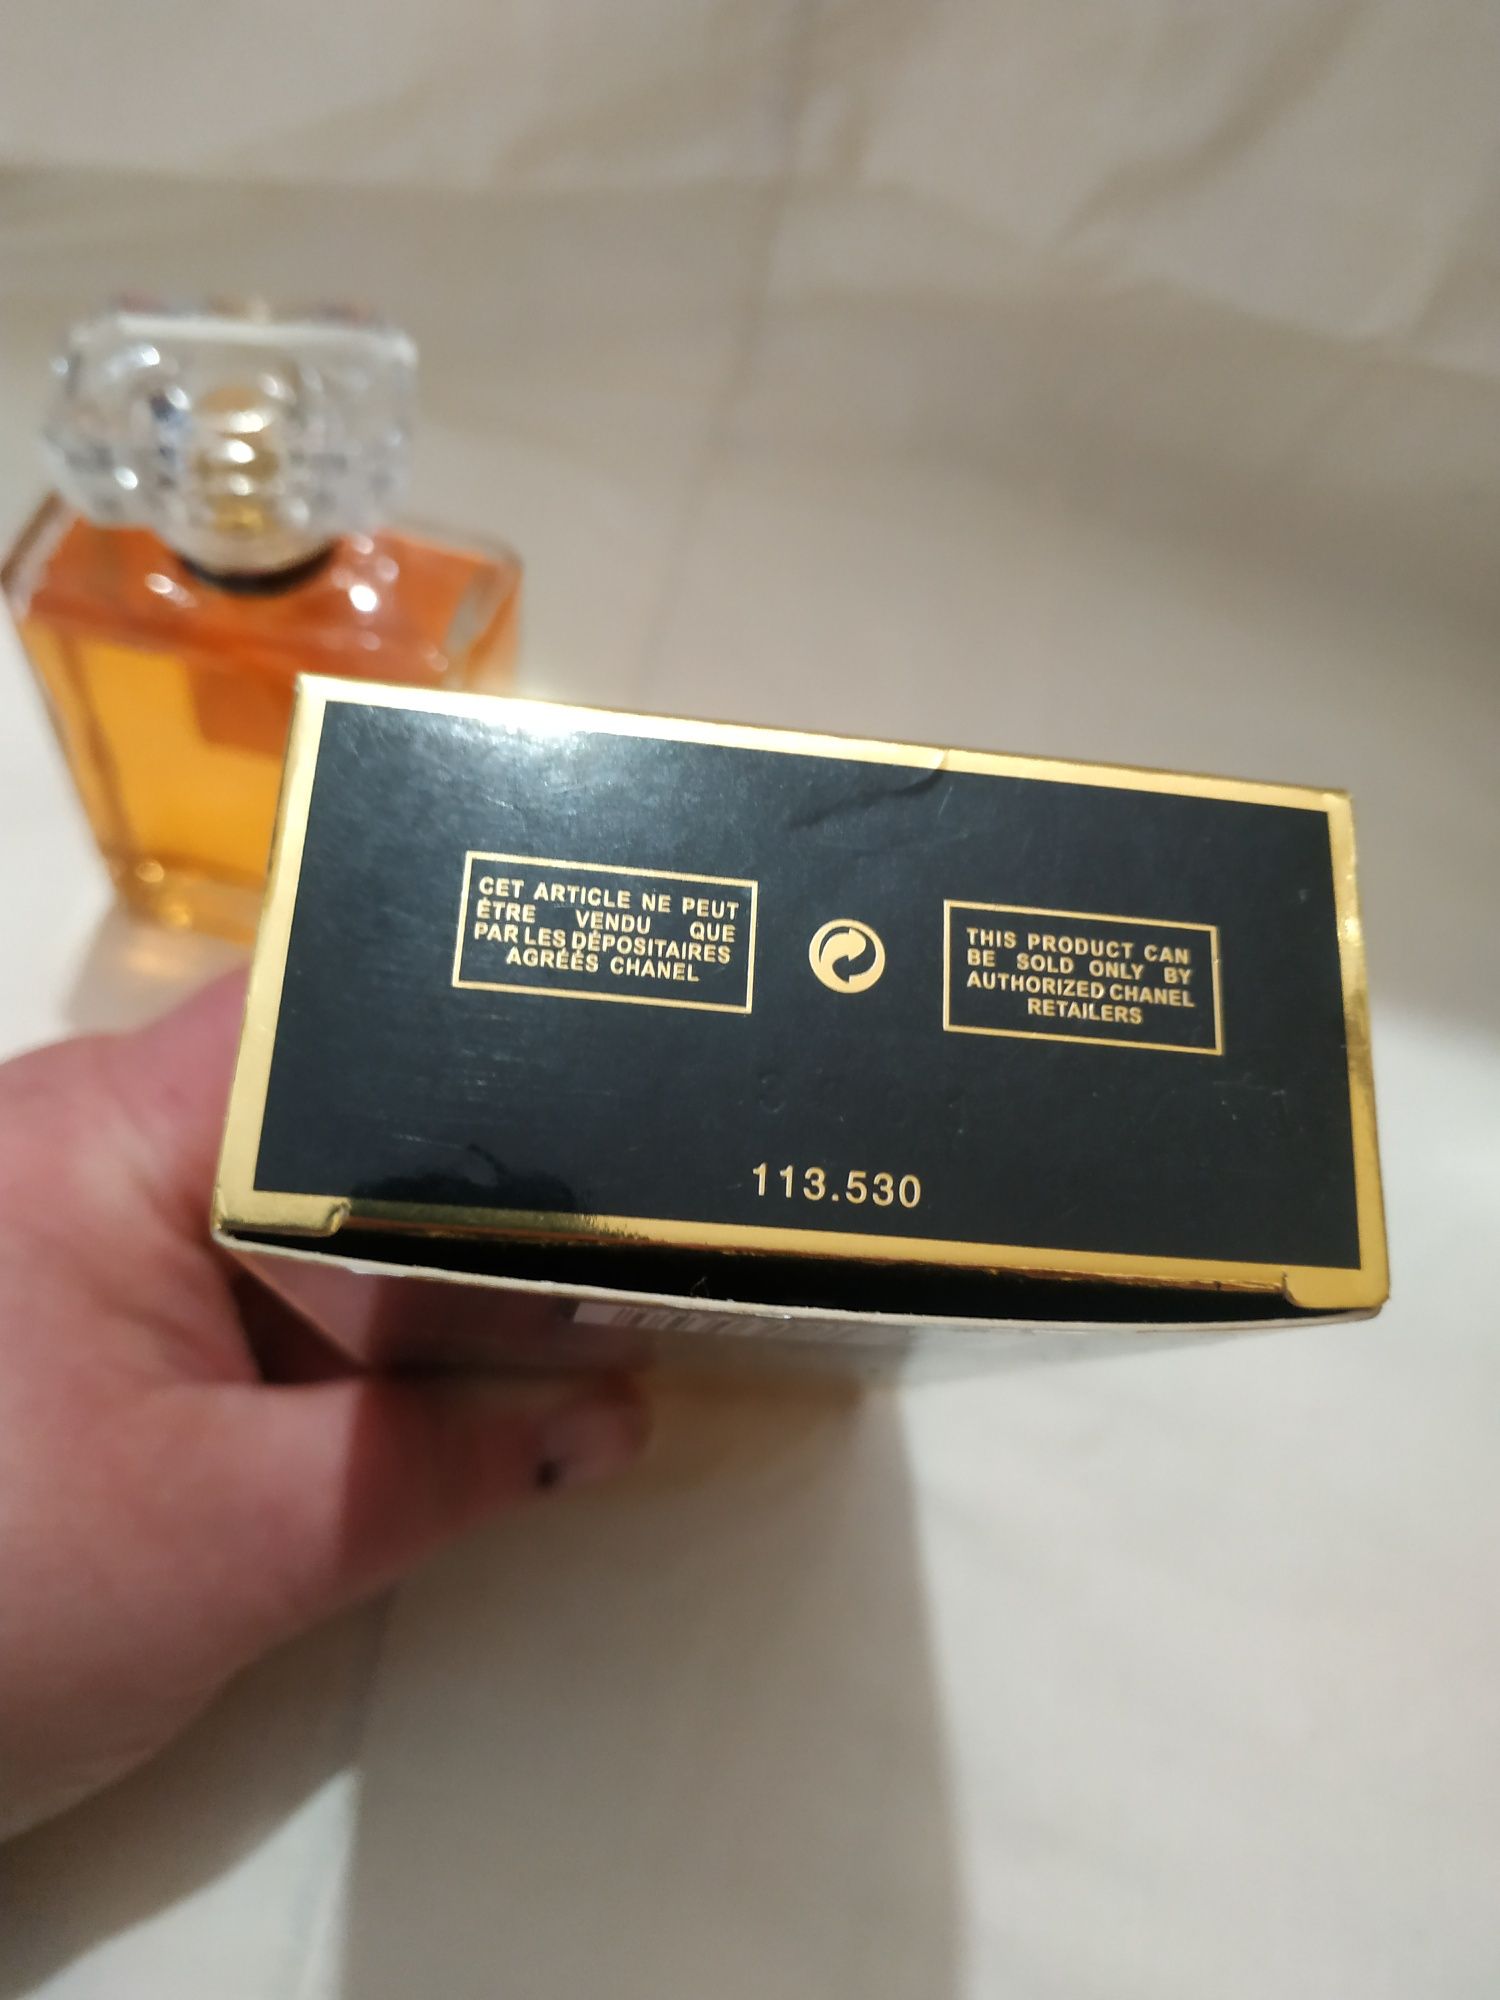 CET ARTICLE NE PEUT
ÊTRE VENDU QUE
PAR LES DÉPOSITAIRES
AGRÉÉS CHANEL
THIS PRODUCT CAN
BE SOLD ONLY BY
AUTHORIZED CHANEL
RETAILERS
113.530